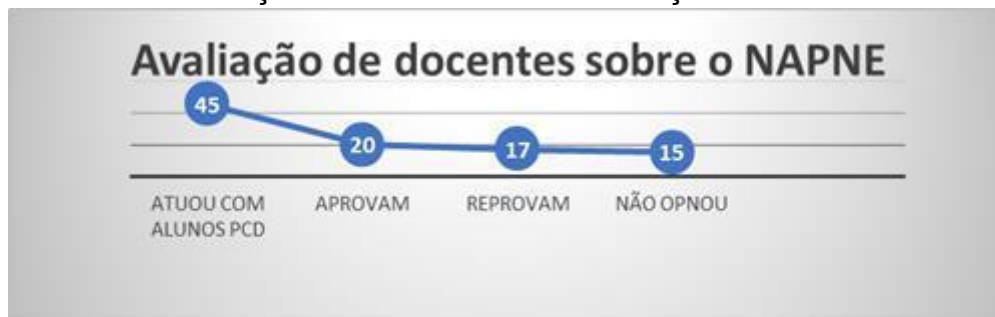 Avaliação de docentes sobre o NAPNE
45
20
17
15
ATUOU COM
ALUNOS PCD
APROVAM
REPROVAM
NÃO OPNOU